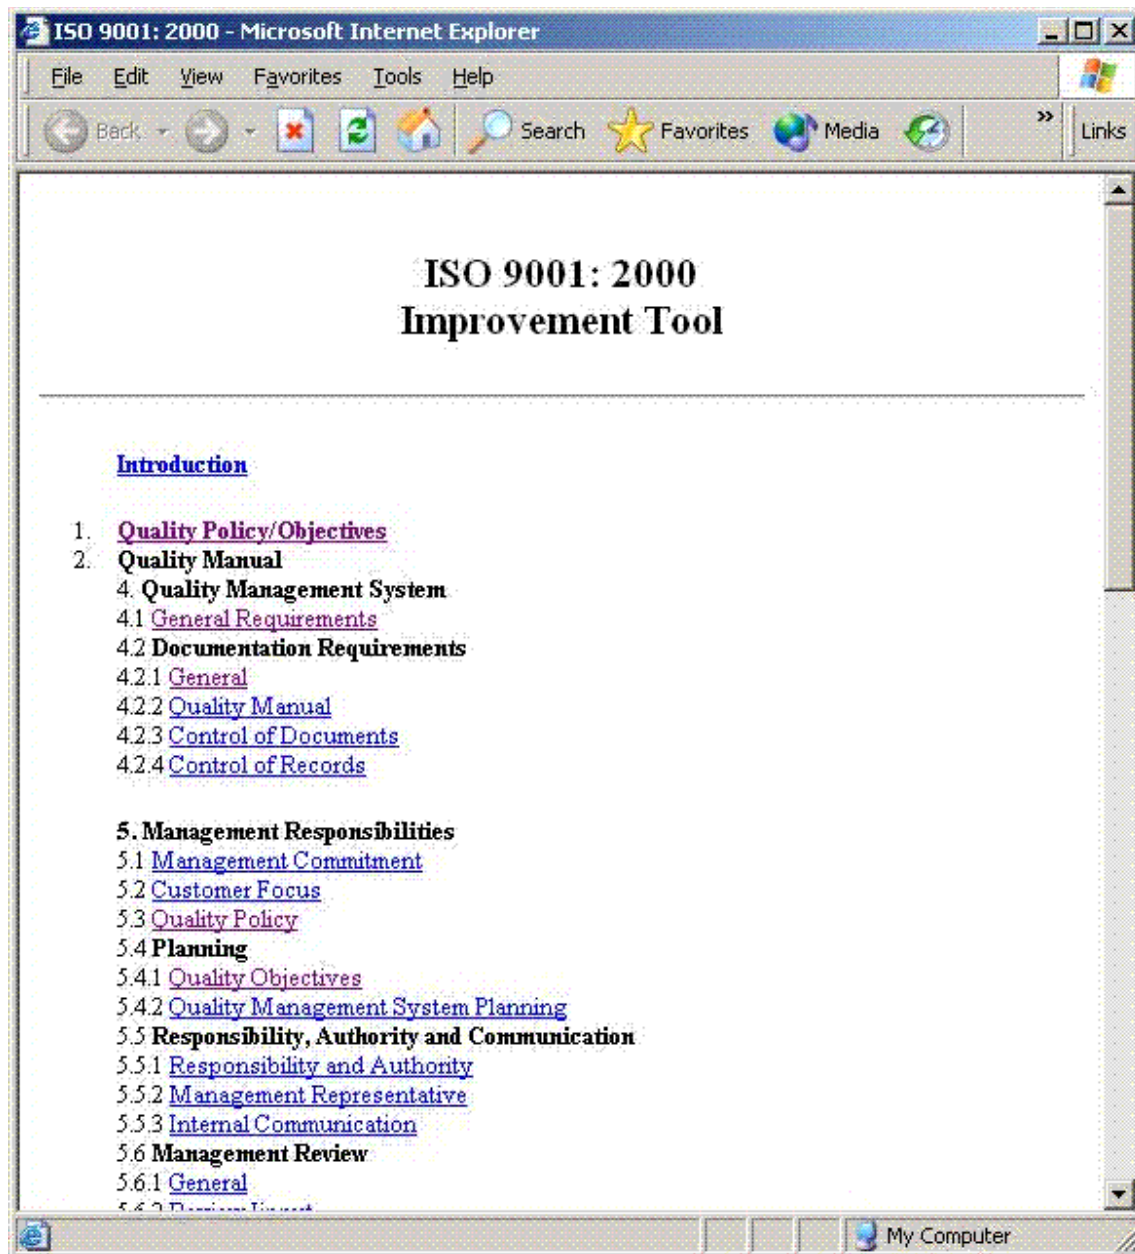 ISO 9001: 2000 - Microsoft Internet Explorer
File Edit View Favorites Tools Help
Back Search Favorites Media » Links
ISO 9001: 2000
Improvement Tool
Introduction
1. Quality Policy/Objectives
2. Quality Manual
4. Quality Management System
4.1 General Requirements
4.2 Documentation Requirements
4.2.1 General
4.2.2 Quality Manual
4.2.3 Control of Documents
4.2.4 Control of Records
5. Management Responsibilities
5.1 Management Commitment
5.2 Customer Focus
5.3 Quality Policy
5.4 Planning
5.4.1 Quality Objectives
5.4.2 Quality Management System Planning
5.5 Responsibility, Authority and Communication
5.5.1 Responsibility and Authority
5.5.2 Management Representative
5.5.3 Internal Communication
5.6 Management Review
5.6.1 General
My Computer